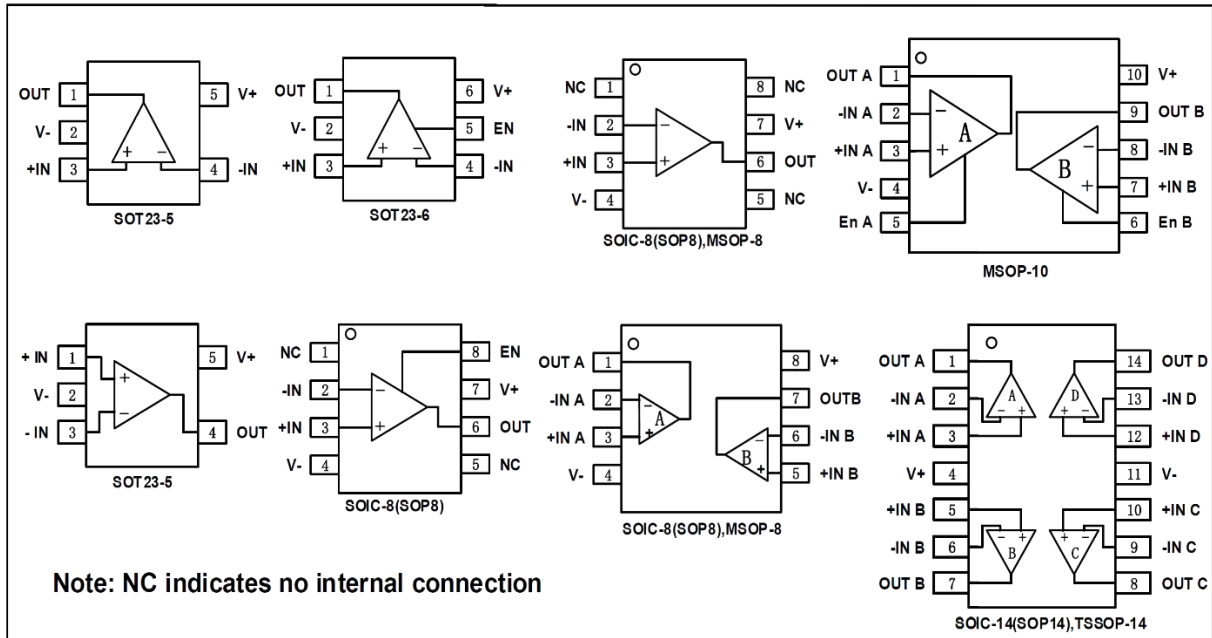 OUT 1 5 V+
V- 2
+IN 3 4 -IN
+ -
SOT23-5
OUT 1 6 V+
V- 2 5 EN
+IN 3 4 -IN
+ -
SOT23-6
NC 1 8 NC
-IN 2 7 V+
+IN 3 6 OUT
V- 4 5 NC
- +
SOIC-8(SOP8),MSOP-8
OUT A 1 10 V+
-IN A 2 9 OUT B
+IN A 3 8 -IN B
V- 4 7 +IN B
En A 5 6 En B
- A +
- B +
MSOP-10
+ IN 1 5 V+
V- 2
- IN 3 4 OUT
+ -
SOT23-5
NC 1 8 EN
-IN 2 7 V+
+IN 3 6 OUT
V- 4 5 NC
- +
SOIC-8(SOP8)
OUT A 1 8 V+
-IN A 2 7 OUTB
+IN A 3 6 -IN B
V- 4 5 +IN B
- A +
- B +
SOIC-8(SOP8),MSOP-8
OUT A 1 14 OUT D
-IN A 2 13 -IN D
+IN A 3 12 +IN D
V+ 4 11 V-
+IN B 5 10 +IN C
-IN B 6 9 -IN C
OUT B 7 8 OUT C
A - +
D + -
- + B
+ - C
SOIC-14(SOP14),TSSOP-14
Note: NC indicates no internal connection